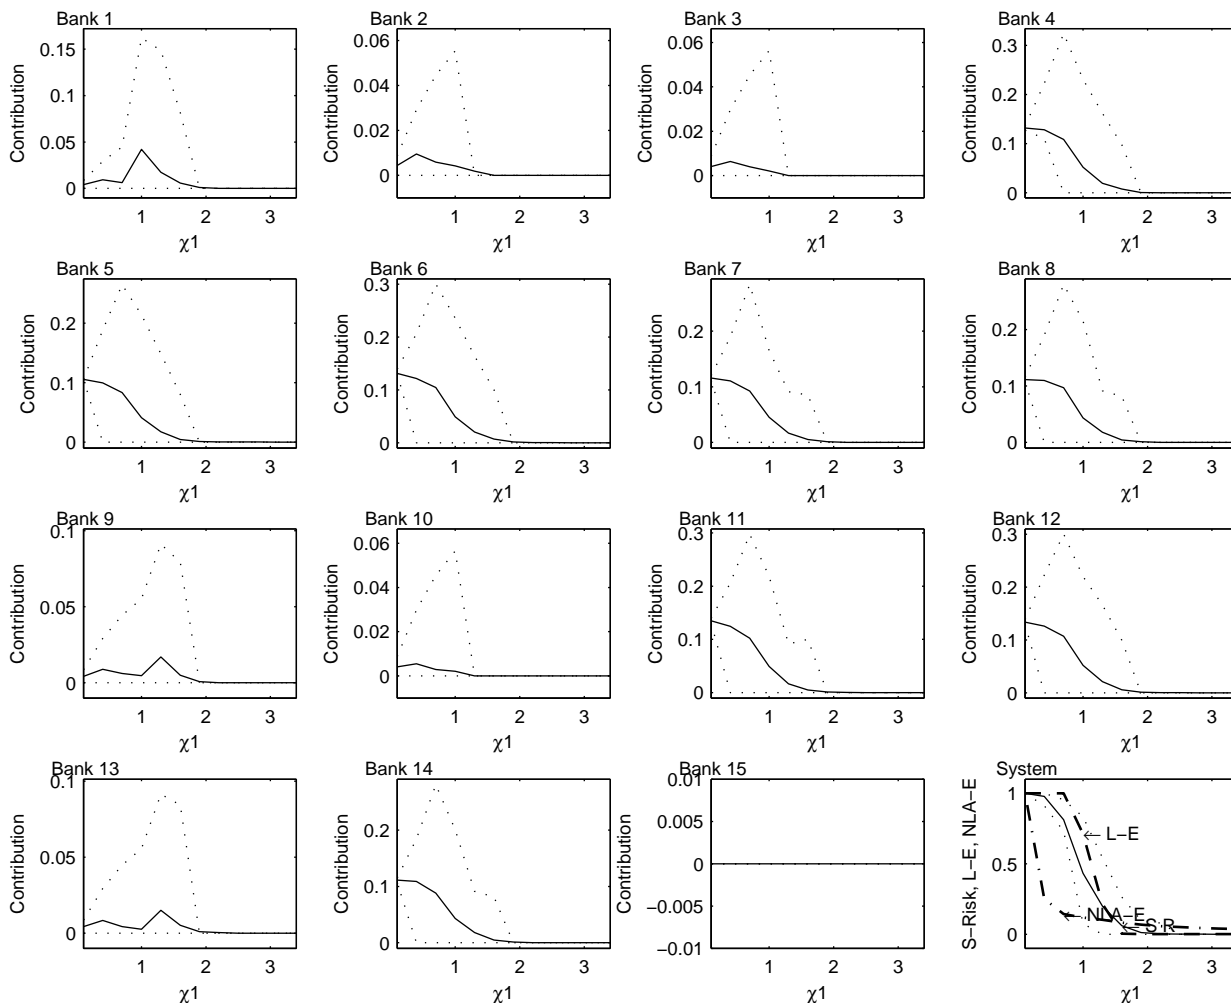 Bank 1
Contribution
0.15
0.1
0.05
0
1 2 3
χ1
Bank 2
Contribution
0.06
0.04
0.02
0
1 2 3
χ1
Bank 3
Contribution
0.06
0.04
0.02
0
1 2 3
χ1
Bank 4
Contribution
0.3
0.2
0.1
0
1 2 3
χ1
Bank 5
Contribution
0.2
0.1
0
1 2 3
χ1
Bank 6
Contribution
0.3
0.2
0.1
0
1 2 3
χ1
Bank 7
Contribution
0.2
0.1
0
1 2 3
χ1
Bank 8
Contribution
0.2
0.1
0
1 2 3
χ1
Bank 9
Contribution
0.1
0.05
0
1 2 3
χ1
Bank 10
Contribution
0.06
0.04
0.02
0
1 2 3
χ1
Bank 11
Contribution
0.3
0.2
0.1
0
1 2 3
χ1
Bank 12
Contribution
0.3
0.2
0.1
0
1 2 3
χ1
Bank 13
Contribution
0.1
0.05
0
1 2 3
χ1
Bank 14
Contribution
0.2
0.1
0
1 2 3
χ1
Bank 15
Contribution
0.01
0.005
0
−0.005
−0.01
1 2 3
χ1
System
S−Risk, L−E, NLA−E
1
0.5
0
← L−E
← NLA−E
← S R
1 2 3
χ1